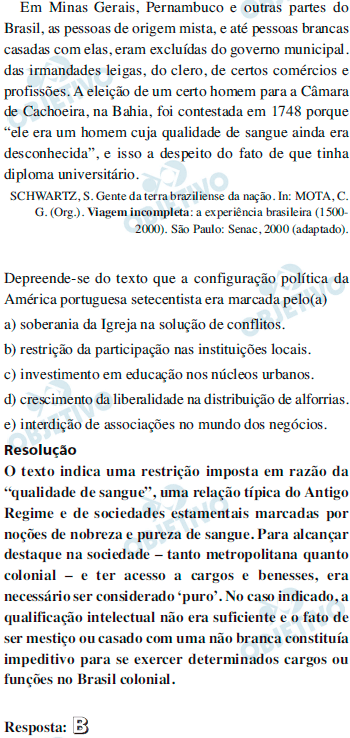 Em Minas Gerais, Pernambuco e outras partes do
Brasil, as pessoas de origem mista, e até pessoas brancas
casadas com elas, eram excluídas do governo municipal.
das irmandades leigas, do clero, de certos comércios e
profissões. A eleição de um certo homem para a Câmara
de Cachoeira, na Bahia, foi contestada em 1748 porque
“ele era um homem cuja qualidade de sangue ainda era
desconhecida”, e isso a despeito do fato de que tinha
diploma universitário.
SCHWARTZ, S. Gente da terra braziliense da nação. In: MOTA, C.
G. (Org.). Viagem incompleta: a experiência brasileira (1500-
2000). São Paulo: Senac, 2000 (adaptado).
Depreende-se do texto que a configuração política da
América portuguesa setecentista era marcada pelo(a)
a) soberania da Igreja na solução de conflitos.
b) restrição da participação nas instituições locais.
c) investimento em educação nos núcleos urbanos.
d) crescimento da liberalidade na distribuição de alforrias.
e) interdição de associações no mundo dos negócios.
Resolução
O texto indica uma restrição imposta em razão da
“qualidade de sangue”, uma relação típica do Antigo
Regime e de sociedades estamentais marcadas por
noções de nobreza e pureza de sangue. Para alcançar
destaque na sociedade – tanto metropolitana quanto
colonial – e ter acesso a cargos e benesses, era
necessário ser considerado ‘puro’. No caso indicado, a
qualificação intelectual não era suficiente e o fato de
ser mestiço ou casado com uma não branca constituía
impeditivo para se exercer determinados cargos ou
funções no Brasil colonial.
Resposta: B